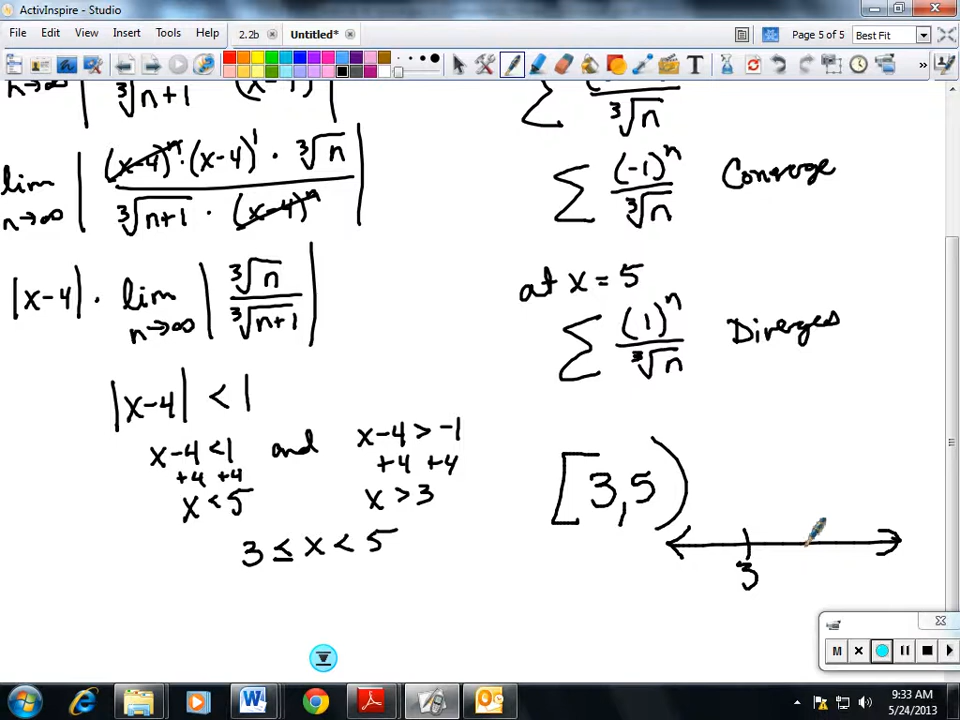 ActivInspire - Studio
File Edit View Insert Tools Help 2.2b Untitled* Page 5 of 5 Best Fit
n→∞ | ∛n+1 (x-4) |
lim n→∞ | (x-4)ⁿ · (x-4)¹ · ∛n / ∛n+1 · (x-4)ⁿ |
|x-4| · lim n→∞ | ∛n / ∛n+1 |
|x-4| < 1
x-4 < 1 and x-4 > -1
+4 +4 +4 +4
x < 5 x > 3
3 ≤ x < 5
∑ ∛n
∑ (-1)ⁿ / ∛n Converge
at x = 5
∑ (1)ⁿ / ∛n Diverges
[3,5)
3
M
9:33 AM
5/24/2013